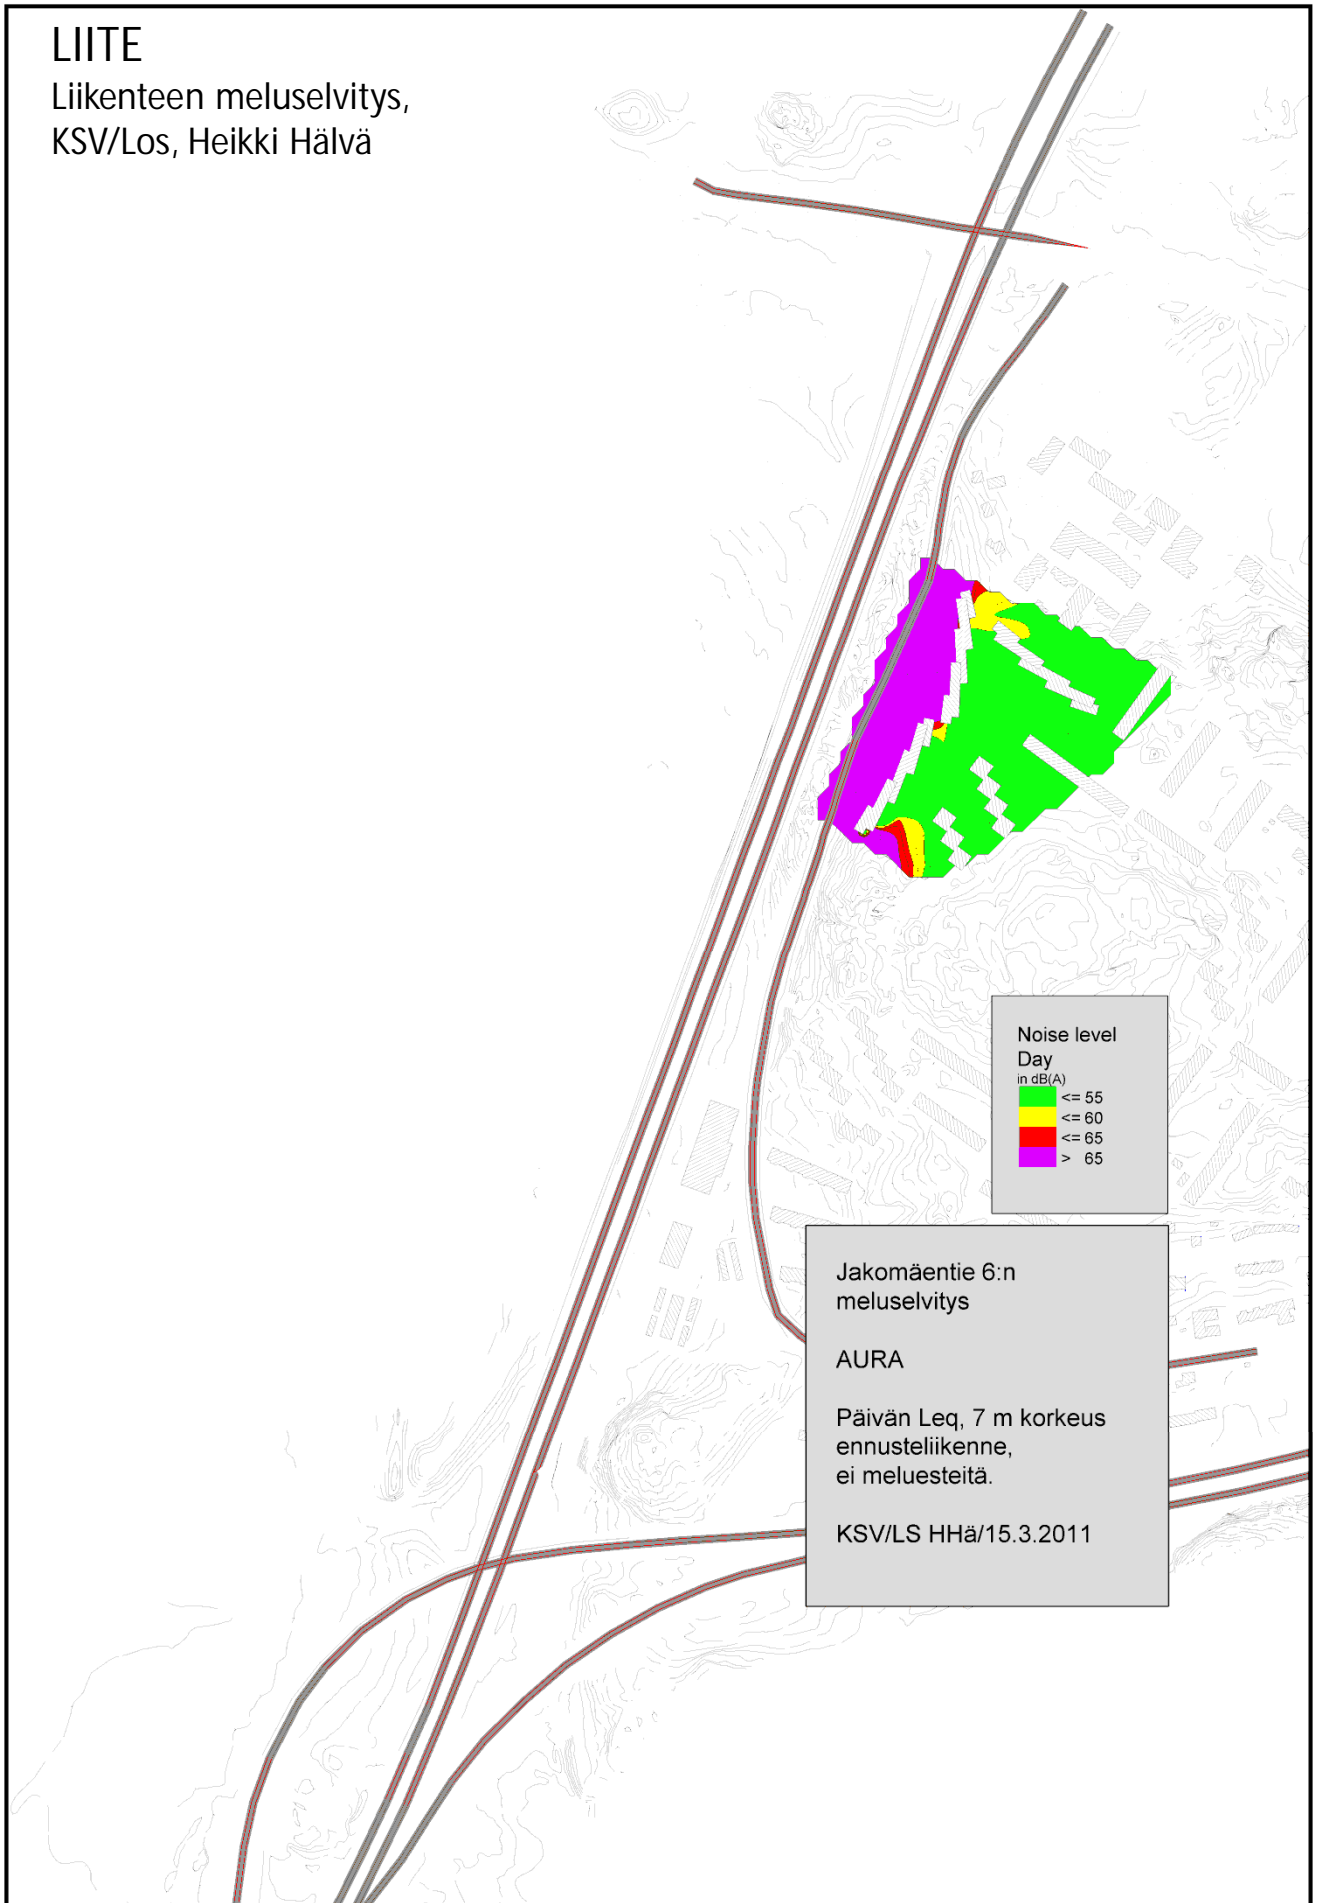 LIITE
Liikenteen meluselvitys,
KSV/Los, Heikki Hälvä
Noise level
Day
in dB(A)
<= 55
<= 60
<= 65
> 65
Jakomäentie 6:n
meluselvitys
AURA
Päivän Leq, 7 m korkeus
ennusteliikenne,
ei meluesteitä.
KSV/LS HHä/15.3.2011